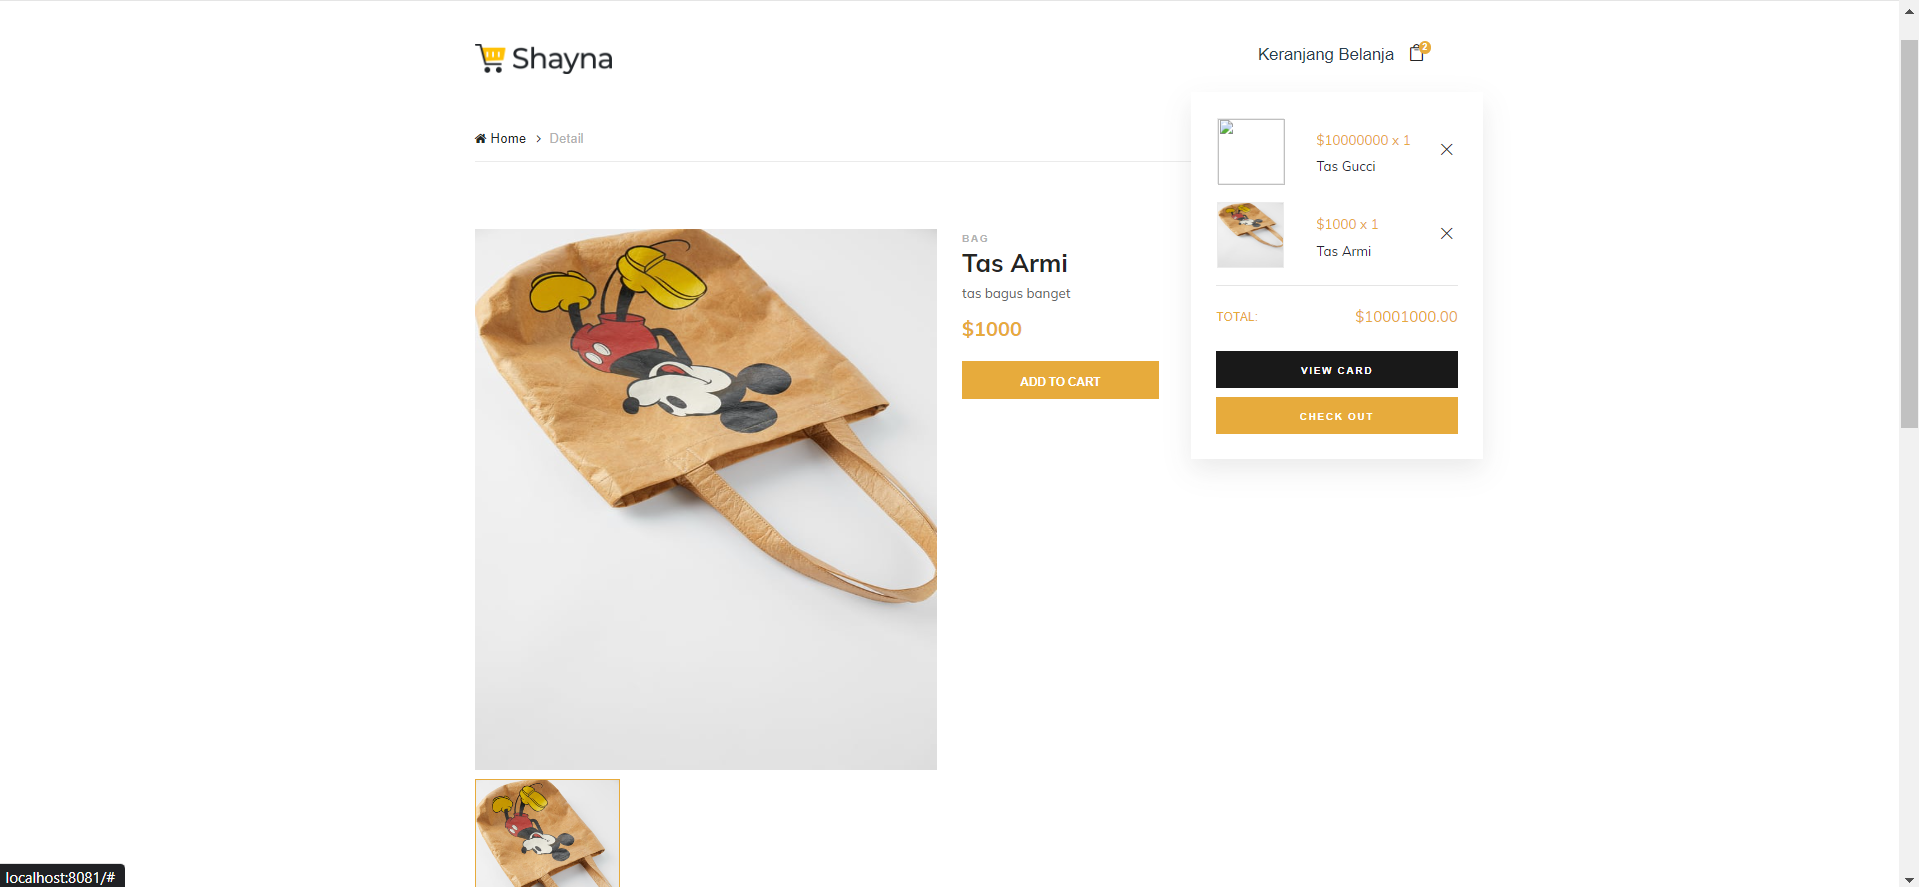 Shayna
Keranjang Belanja 2
Home > Detail
$10000000 x 1
Tas Gucci
$1000 x 1
Tas Armi
TOTAL: $10001000.00
VIEW CARD
CHECK OUT
BAG
Tas Armi
tas bagus banget
$1000
ADD TO CART
localhost:8081/#